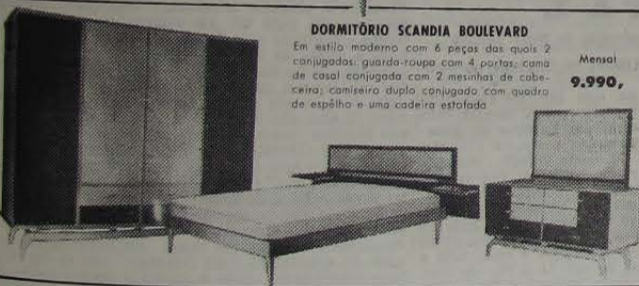 DORMITÓRIO SCANDIA BOULEVARD
Em estilo moderno com 6 peças das quais 2
conjugadas: guarda-roupa com 4 portas; cama
de casal conjugada com 2 mesinhas de cabe-
ceira; camiseiro duplo conjugado com quadro
de espêlho e uma cadeira estofada
Mensal
9.990,